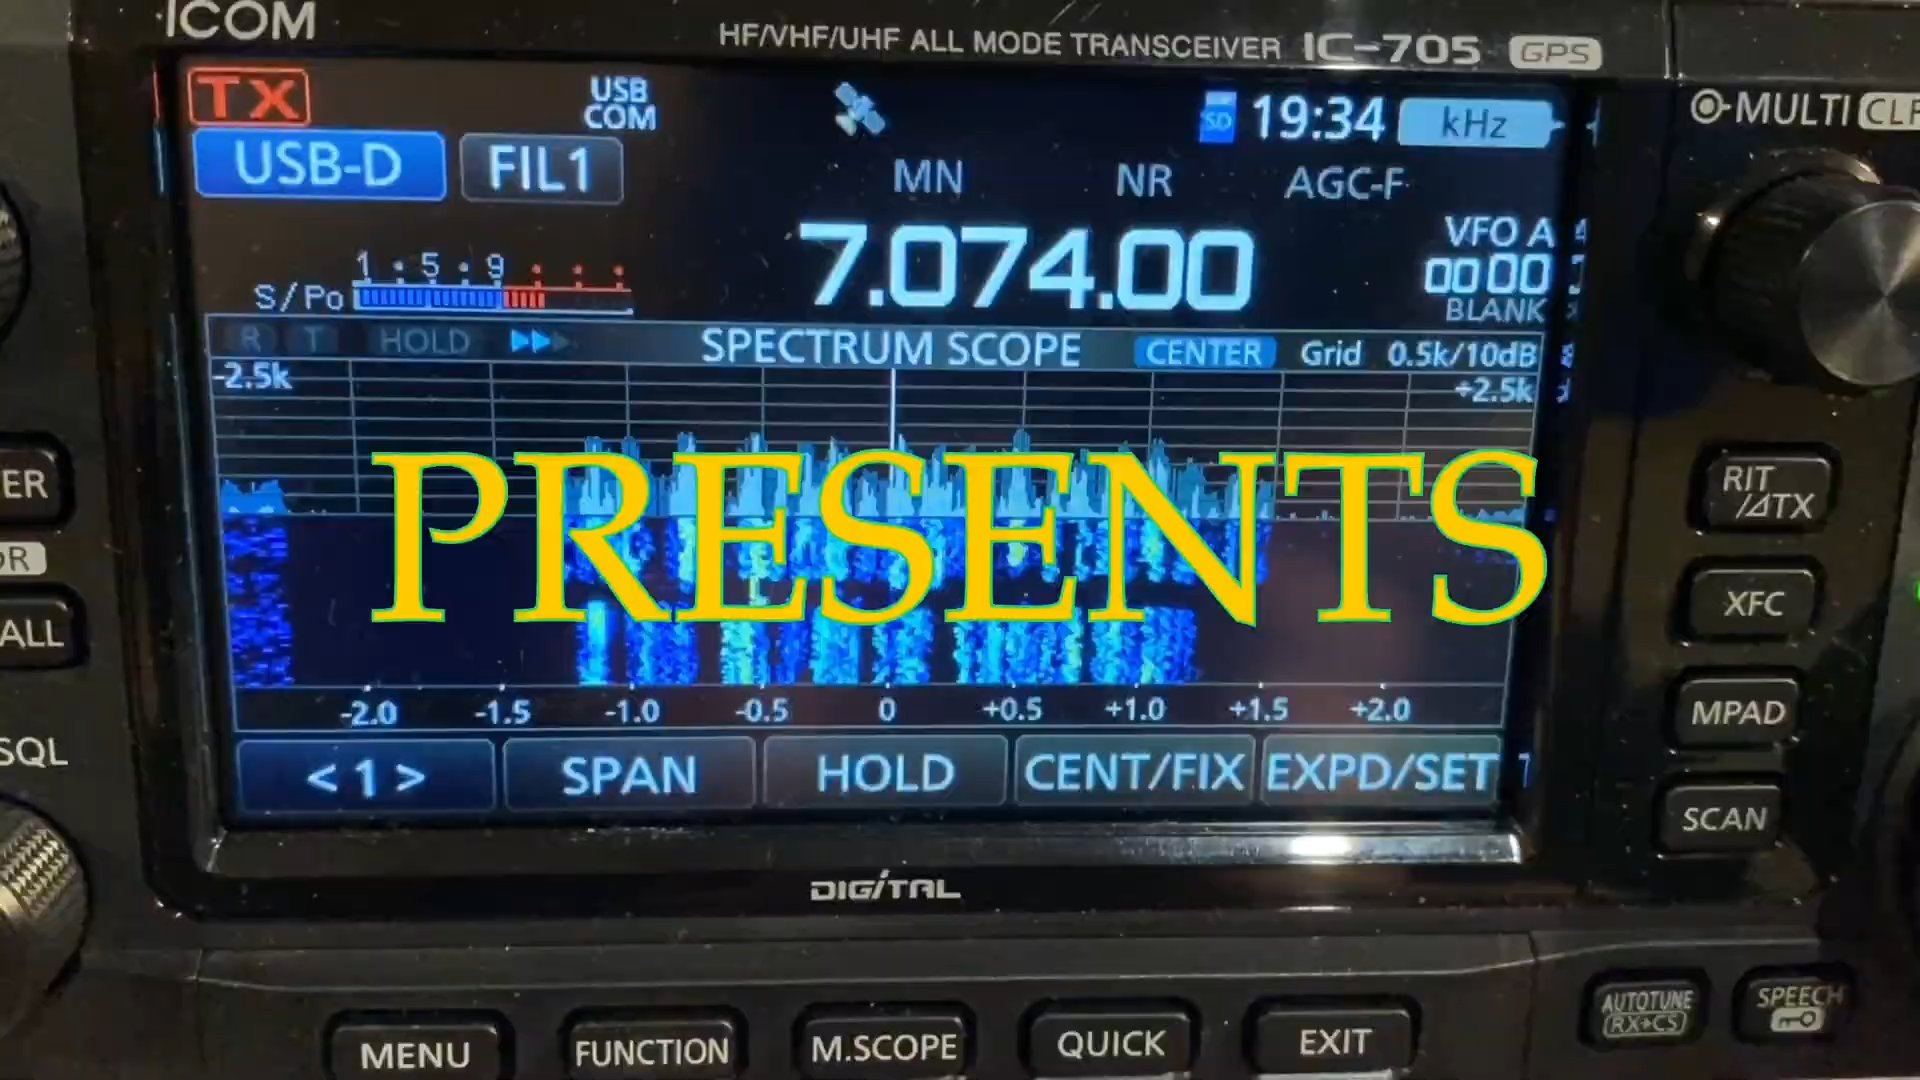 ICOM
HF/VHF/UHF ALL MODE TRANSCEIVER IC-705 GPS
TX
USB COM
SD
19:34
kHz
MULTI
USB-D
FIL1
MN
NR
AGC-F
7.074.00
VFO A
00 00
BLANK
1 · 5 · 9
S/Po
R T HOLD
SPECTRUM SCOPE
CENTER
Grid 0.5k/10dB
-2.5k
+2.5k
PRESENTS
-2.0 -1.5 -1.0 -0.5 0 +0.5 +1.0 +1.5 +2.0
<1> SPAN HOLD CENT/FIX EXPD/SET
RIT /⊿TX
XFC
MPAD
SCAN
ER
ALL
SQL
DIGITAL
MENU FUNCTION M.SCOPE QUICK EXIT
AUTOTUNE RX→CS
SPEECH